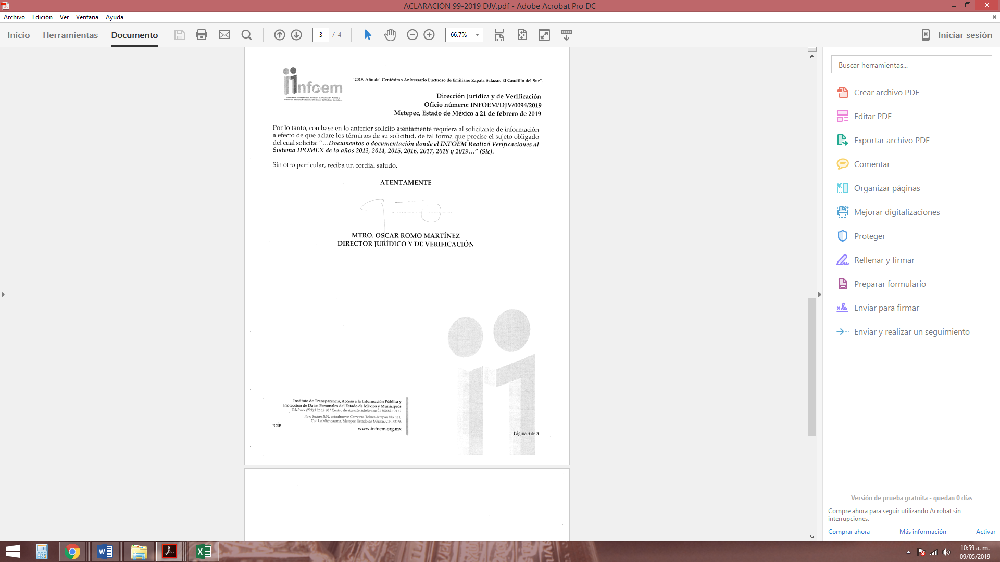 ACLARACIÓN 99-2019 DJV.pdf - Adobe Acrobat Pro DC
Archivo Edición Ver Ventana Ayuda
Inicio Herramientas Documento 3 / 4 66.7% Iniciar sesión
infoem
Instituto de Transparencia, Acceso a la Información Pública y
Protección de Datos Personales del Estado de México y Municipios
“2019. Año del Centésimo Aniversario Luctuoso de Emiliano Zapata Salazar. El Caudillo del Sur”.
Dirección Jurídica y de Verificación
Oficio número: INFOEM/DJV/0094/2019
Metepec, Estado de México a 21 de febrero de 2019
Por lo tanto, con base en lo anterior solicito atentamente requiera al solicitante de información
a efecto de que aclare los términos de su solicitud, de tal forma que precise el sujeto obligado
del cual solicita: “…Documentos o documentación donde el INFOEM Realizó Verificaciones al
Sistema IPOMEX de lo años 2013, 2014, 2015, 2016, 2017, 2018 y 2019…” (Sic).
Sin otro particular, reciba un cordial saludo.
ATENTAMENTE
MTRO. OSCAR ROMO MARTÍNEZ
DIRECTOR JURÍDICO Y DE VERIFICACIÓN
Instituto de Transparencia, Acceso a la Información Pública y
Protección de Datos Personales del Estado de México y Municipios
Teléfono: (722) 2 26 19 80 * Centro de atención telefónica: 01 800 821 04 41
Pino Suárez S/N, actualmente Carretera Toluca-Ixtapan No. 111,
Col. La Michoacana, Metepec, Estado de México, C.P. 52166
www.infoem.org.mx
RGB
Página 3 de 3
Buscar herramientas...
Crear archivo PDF
Editar PDF
Exportar archivo PDF
Comentar
Organizar páginas
Mejorar digitalizaciones
Proteger
Rellenar y firmar
Preparar formulario
Enviar para firmar
Enviar y realizar un seguimiento
Versión de prueba gratuita - quedan 0 días
Compre ahora para seguir utilizando Acrobat sin
interrupciones.
Comprar ahora Más información Activar
10:59 a. m.
09/05/2019